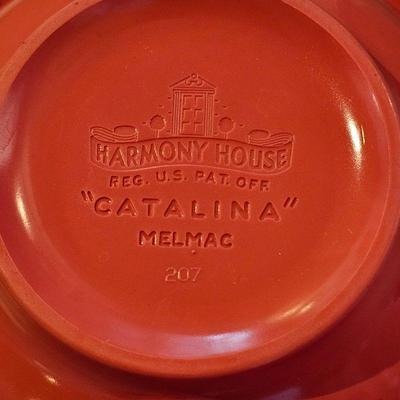 HARMONY HOUSE
REG. U.S. PAT. OFF.
"CATALINA"
MELMAC
207